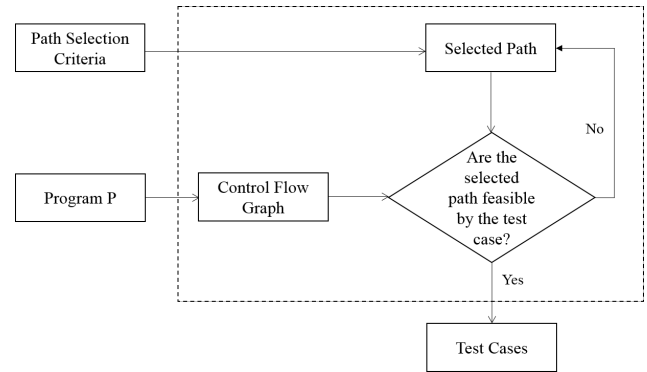 Path Selection
Criteria
Selected Path
No
Are the
selected
path feasible
by the test
case?
Program P
Control Flow
Graph
Yes
Test Cases